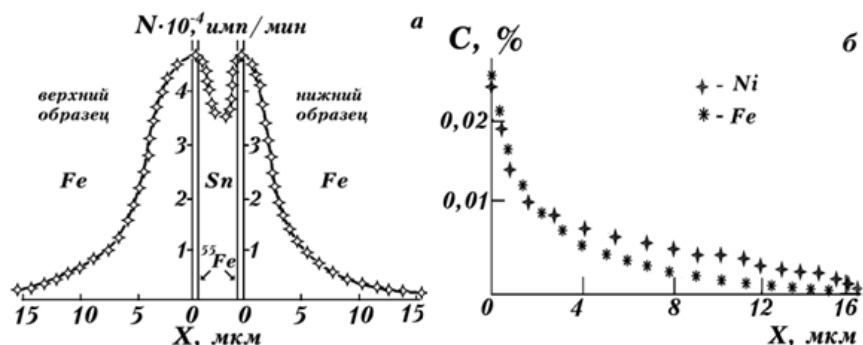 N·10,⁻⁴ имп/мин
а
верхний образец
нижний образец
4
4
3
3
2
2
1
1
Fe
Sn
Fe
⁵⁵Fe
15 10 5 0 0 5 10 15
X, мкм
C, %
б
- Ni
- Fe
0,02
0,01
0 4 8 12 16
X, мкм